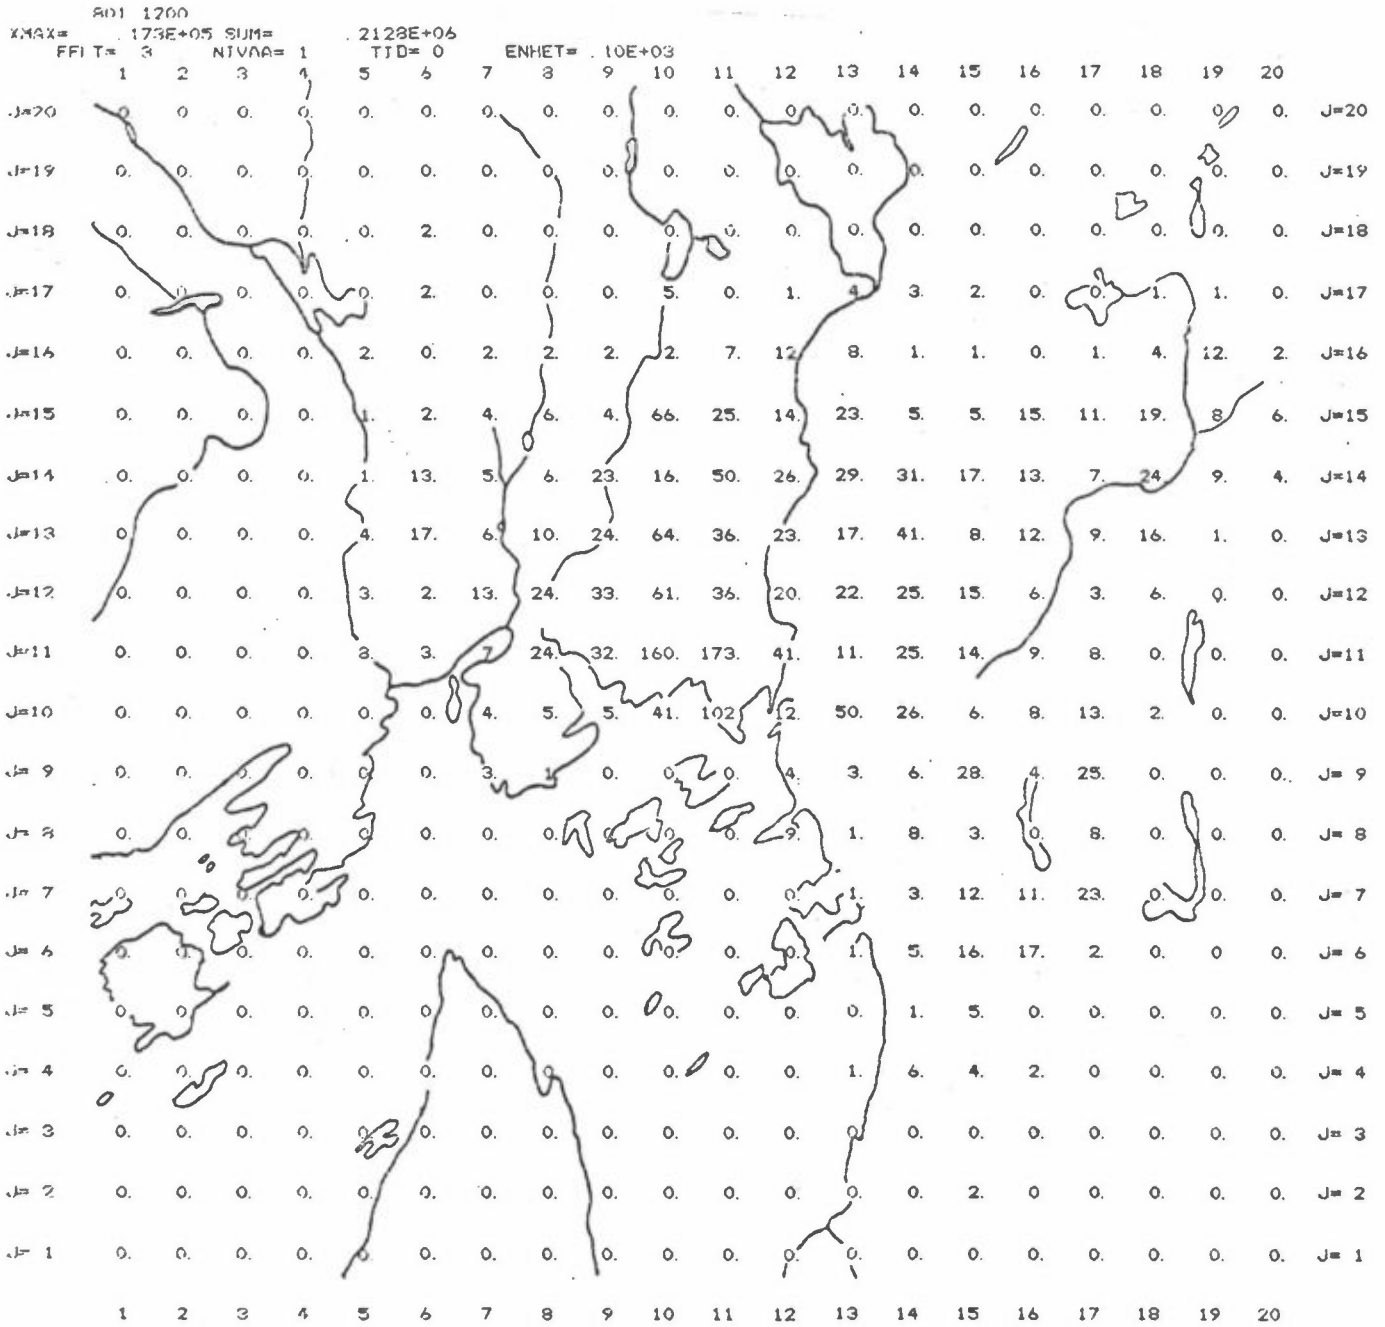 801 1200
XMAX= .173E+05 SUM= .2128E+06
FELT= 3 NIVAA= 1 TID= 0 ENHET= .10E+03
1 2 3 4 5 6 7 8 9 10 11 12 13 14 15 16 17 18 19 20
J=20 0. 0. 0. 0. 0. 0. 0. 0. 0. 0. 0. 0. 0. 0. 0. 0. 0. 0. 0. 0. J=20
J=19 0. 0. 0. 0. 0. 0. 0. 0. 0. 0. 0. 0. 0. 0. 0. 0. 0. 0. 0. 0. J=19
J=18 0. 0. 0. 0. 0. 2. 0. 0. 0. 0. 0. 0. 0. 0. 0. 0. 0. 0. 0. 0. J=18
J=17 0. 0. 0. 0. 0. 2. 0. 0. 0. 5. 0. 1. 4. 3. 2. 0. 0. 1. 1. 0. J=17
J=16 0. 0. 0. 0. 2. 0. 2. 2. 2. 2. 7. 12. 8. 1. 1. 0. 1. 4. 12. 2. J=16
J=15 0. 0. 0. 0. 1. 2. 4. 6. 4. 66. 25. 14. 23. 5. 5. 15. 11. 19. 8. 6. J=15
J=14 0. 0. 0. 0. 1. 13. 5. 6. 23. 16. 50. 26. 29. 31. 17. 13. 7. 24. 9. 4. J=14
J=13 0. 0. 0. 0. 4. 17. 6. 10. 24. 64. 36. 23. 17. 41. 8. 12. 9. 16. 1. 0. J=13
J=12 0. 0. 0. 0. 3. 2. 13. 24. 33. 61. 36. 20. 22. 25. 15. 6. 3. 6. 0. 0. J=12
J=11 0. 0. 0. 0. 3. 3. 7. 24. 32. 160. 173. 41. 11. 25. 14. 9. 8. 0. 0. 0. J=11
J=10 0. 0. 0. 0. 0. 0. 4. 5. 5. 41. 102. 12. 50. 26. 6. 8. 13. 2. 0. 0. J=10
J= 9 0. 0. 0. 0. 0. 0. 3. 1. 0. 0. 0. 4. 3. 6. 28. 4. 25. 0. 0. 0. J= 9
J= 8 0. 0. 0. 0. 0. 0. 0. 0. 0. 0. 0. 9. 1. 8. 3. 0. 8. 0. 0. 0. J= 8
J= 7 0. 0. 0. 0. 0. 0. 0. 0. 0. 0. 0. 0. 1. 3. 12. 11. 23. 0. 0. 0. J= 7
J= 6 0. 0. 0. 0. 0. 0. 0. 0. 0. 0. 0. 0. 1. 5. 16. 17. 2. 0. 0 0. J= 6
J= 5 0. 0. 0. 0. 0. 0. 0. 0. 0. 0. 0. 0. 0. 1. 5. 0. 0. 0. 0. 0. J= 5
J= 4 0. 0. 0. 0. 0. 0. 0. 0. 0. 0. 0. 0. 1. 6. 4. 2. 0 0. 0. 0. J= 4
J= 3 0. 0. 0. 0. 0. 0. 0. 0. 0. 0. 0. 0. 0. 0. 0. 0. 0. 0. 0. 0. J= 3
J= 2 0. 0. 0. 0. 0. 0. 0. 0. 0. 0. 0. 0. 0. 0. 2. 0 0. 0. 0. 0. J= 2
J= 1 0. 0. 0. 0. 0. 0. 0. 0. 0. 0. 0. 0. 0. 0. 0. 0. 0. 0. 0. 0. J= 1
1 2 3 4 5 6 7 8 9 10 11 12 13 14 15 16 17 18 19 20